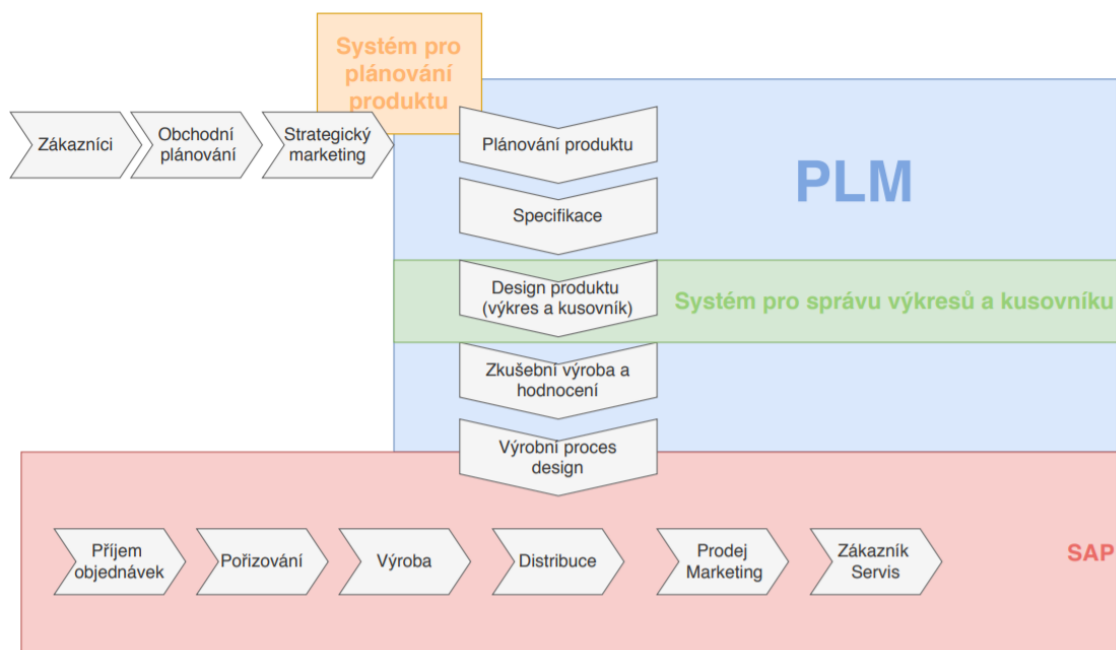 Systém pro
plánování
produktu
Zákazníci
Obchodní
plánování
Strategický
marketing
Plánování produktu
PLM
Specifikace
Design produktu
(výkres a kusovník)
Systém pro správu výkresů a kusovníku
Zkušební výroba a
hodnocení
Výrobní proces
design
Příjem
objednávek
Pořizování
Výroba
Distribuce
Prodej
Marketing
Zákazník
Servis
SAP